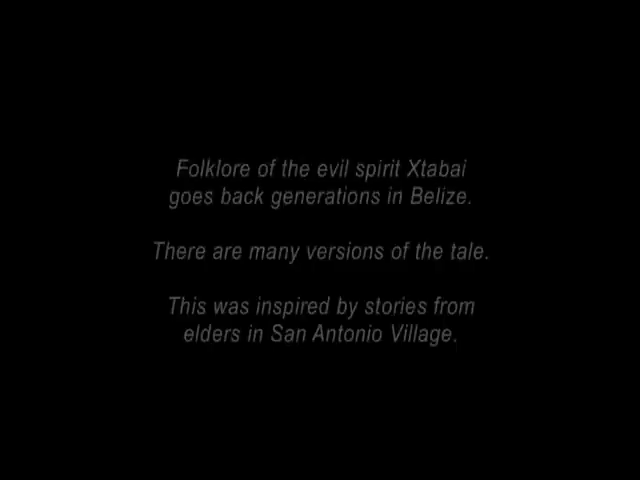 Folklore of the evil spirit Xtabai
goes back generations in Belize.
There are many versions of the tale.
This was inspired by stories from
elders in San Antonio Village.